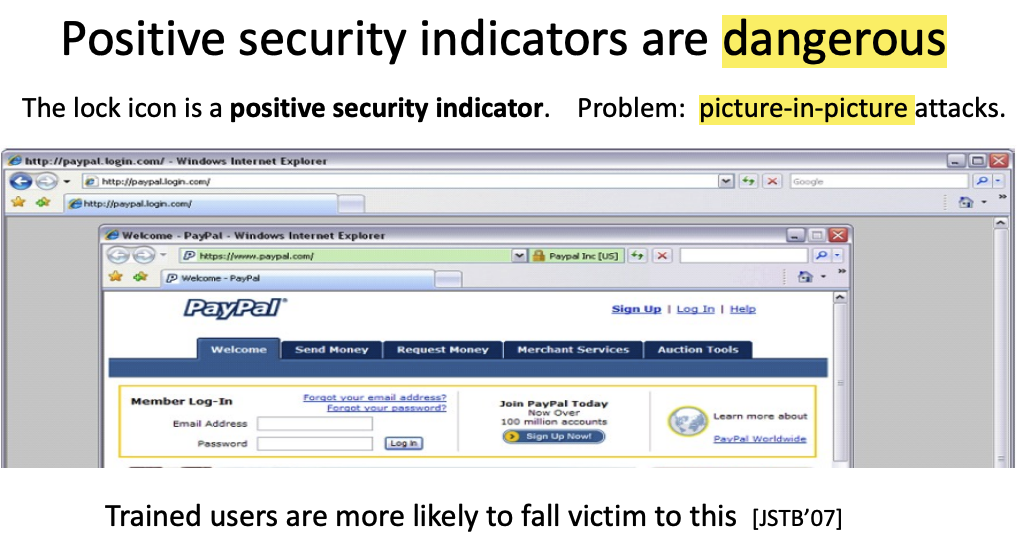 Positive security indicators are dangerous
The lock icon is a positive security indicator. Problem: picture-in-picture attacks.
http://paypal.login.com/ - Windows Internet Explorer
http://paypal.login.com/ Google
http://paypal.login.com/
Welcome - PayPal - Windows Internet Explorer
https://www.paypal.com/ Paypal Inc [US]
Welcome - PayPal
PayPal Sign Up | Log In | Help
Welcome Send Money Request Money Merchant Services Auction Tools
Member Log-In
Forgot your email address?
Forgot your password?
Email Address
Password Log In
Join PayPal Today
Now Over
100 million accounts
Sign Up Now!
Learn more about
PayPal Worldwide
Trained users are more likely to fall victim to this [JSTB’07]